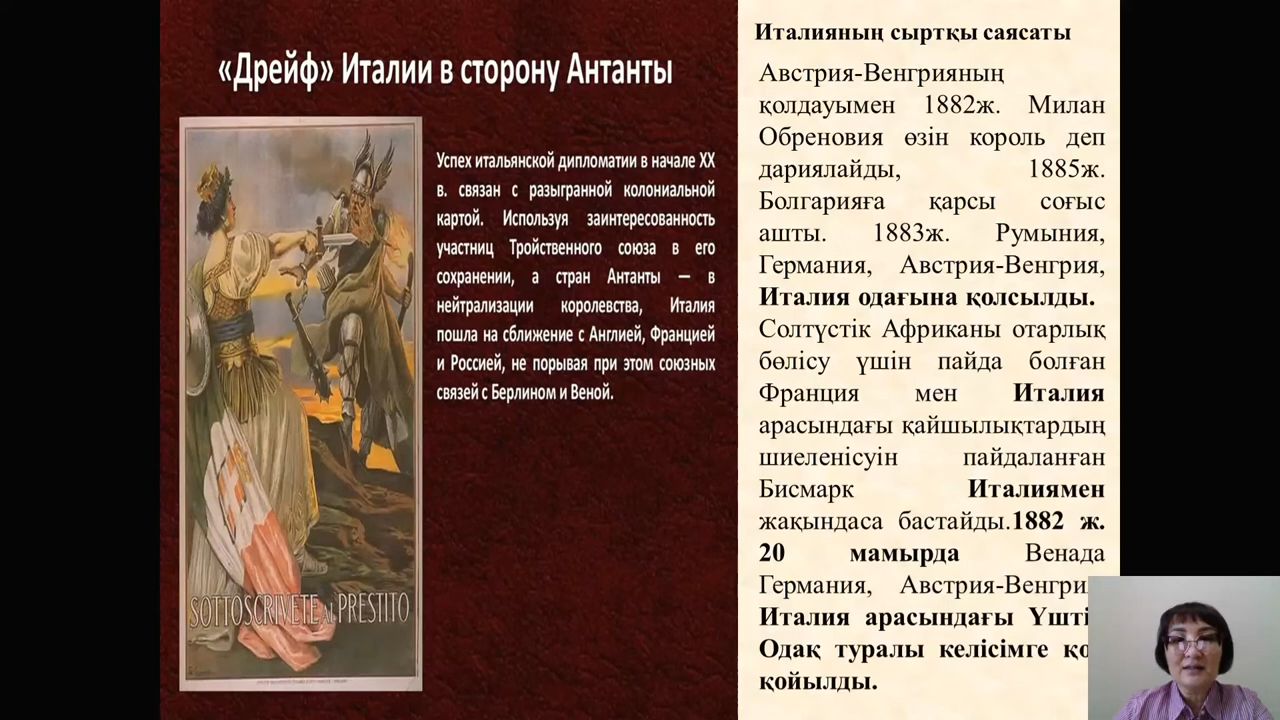 «Дрейф» Италии в сторону Антанты
Успех итальянской дипломатии в начале XX
в. связан с разыгранной колониальной
картой. Используя заинтересованность
участниц Тройственного союза в его
сохранении, а стран Антанты — в
нейтрализации королевства, Италия
пошла на сближение с Англией, Францией
и Россией, не порывая при этом союзных
связей с Берлином и Веной.
SOTTOSCRIVETE AL PRESTITO
Италияның сыртқы саясаты
Австрия-Венгрияның
қолдауымен 1882ж. Милан
Обреновия өзін король деп
дариялайды, 1885ж.
Болгарияға қарсы соғыс
ашты. 1883ж. Румыния,
Германия, Австрия-Венгрия,
Италия одағына қолсылды.
Солтүстік Африканы отарлық
бөлісу үшін пайда болған
Франция мен Италия
арасындағы қайшылықтардың
шиеленісуін пайдаланған
Бисмарк Италиямен
жақындаса бастайды.1882 ж.
20 мамырда Венада
Германия, Австрия-Венгри
Италия арасындағы Үшті
Одақ туралы келісімге қо
қойылды.